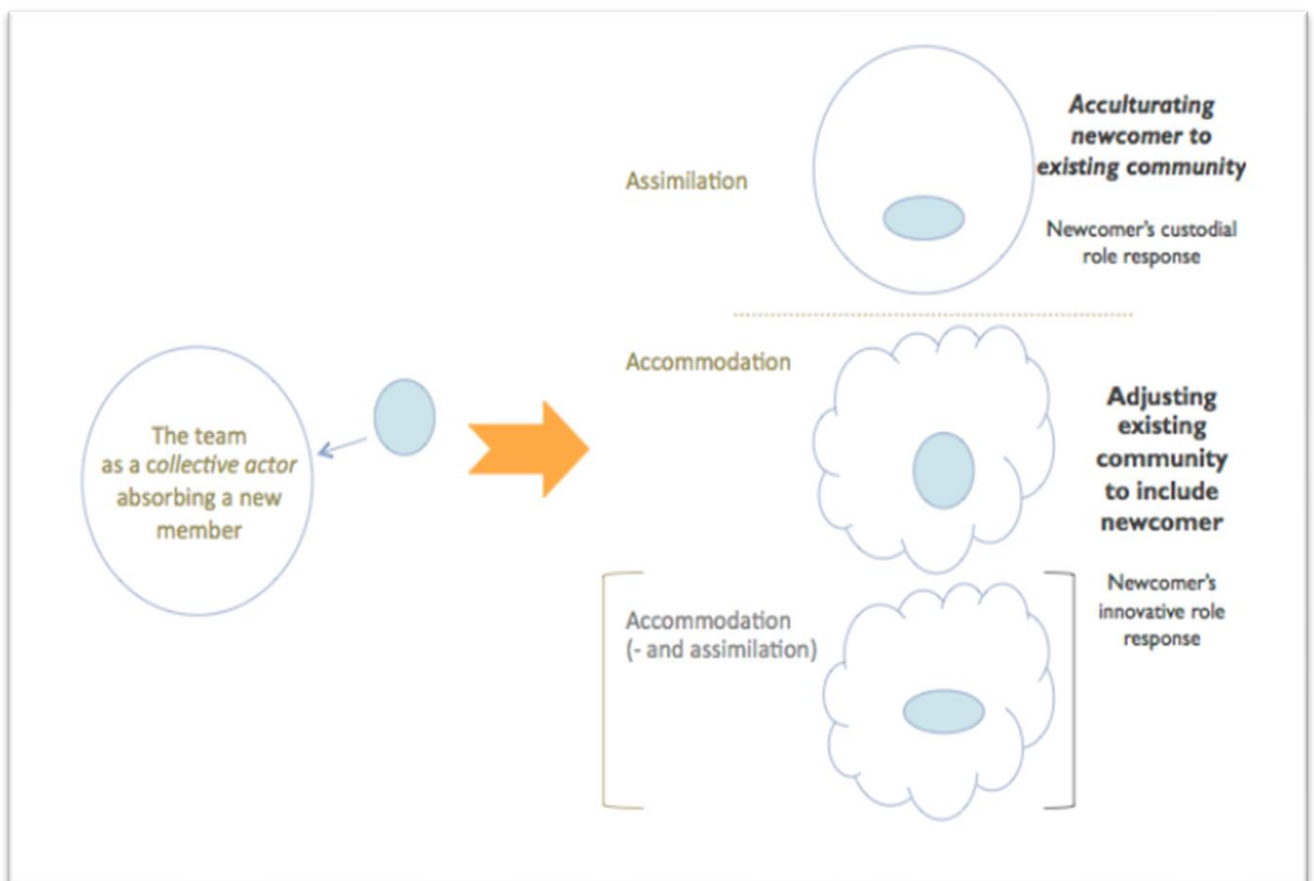 The team
as a collective actor
absorbing a new
member
Assimilation
Acculturating
newcomer to
existing community
Newcomer's custodial
role response
Accommodation
Adjusting
existing
community
to include
newcomer
Accommodation
(- and assimilation)
Newcomer's
innovative role
response